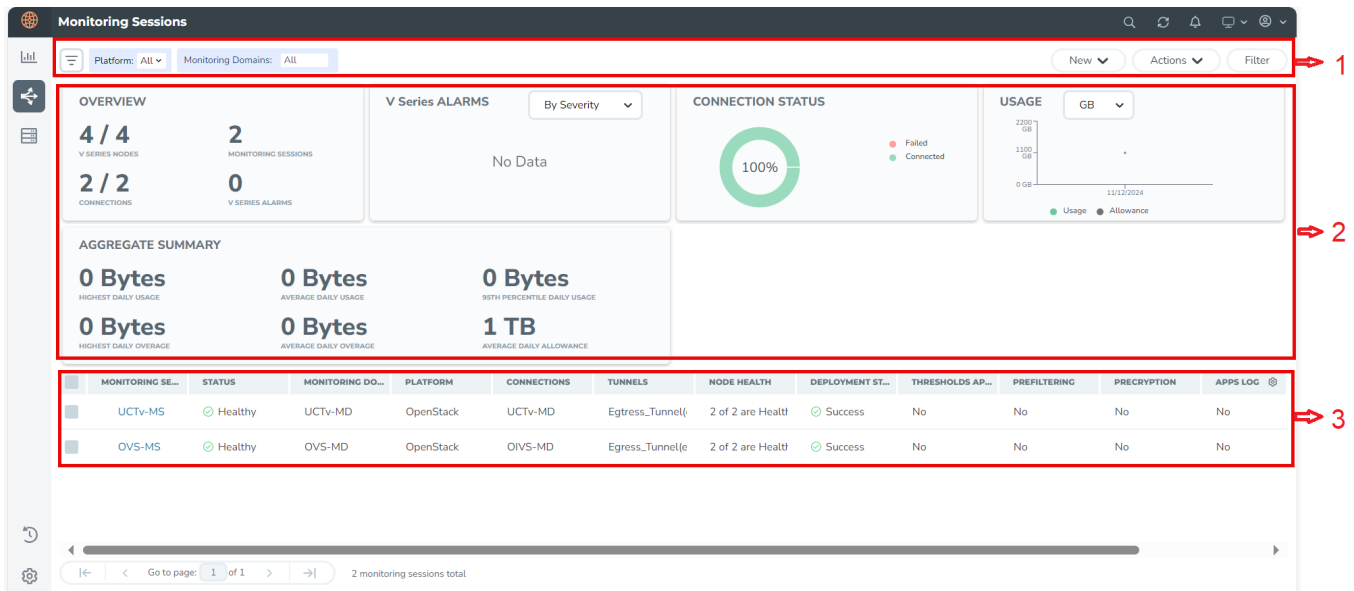 Monitoring Sessions
Platform: All Monitoring Domains: All New Actions Filter 1
OVERVIEW
4 / 4 2
V SERIES NODES MONITORING SESSIONS
2 / 2 0
CONNECTIONS V SERIES ALARMS
V Series ALARMS By Severity
No Data
CONNECTION STATUS
100%
Failed
Connected
USAGE GB
2200
GB
1100
GB
0 GB
11/12/2024
Usage Allowance
2
AGGREGATE SUMMARY
0 Bytes 0 Bytes 0 Bytes
HIGHEST DAILY USAGE AVERAGE DAILY USAGE 95TH PERCENTILE DAILY USAGE
0 Bytes 0 Bytes 1 TB
HIGHEST DAILY OVERAGE AVERAGE DAILY OVERAGE AVERAGE DAILY ALLOWANCE
MONITORING SE... STATUS MONITORING DO... PLATFORM CONNECTIONS TUNNELS NODE HEALTH DEPLOYMENT ST... THRESHOLDS AP... PREFILTERING PRECRYPTION APPS LOG
UCTv-MS Healthy UCTv-MD OpenStack UCTv-MD Egtress_Tunnel( 2 of 2 are Healtl Success No No No No
3
OVS-MS Healthy OVS-MD OpenStack OIVS-MD Egress_Tunnel(e 2 of 2 are Healtl Success No No No No
Go to page: 1 of 1 2 monitoring sessions total